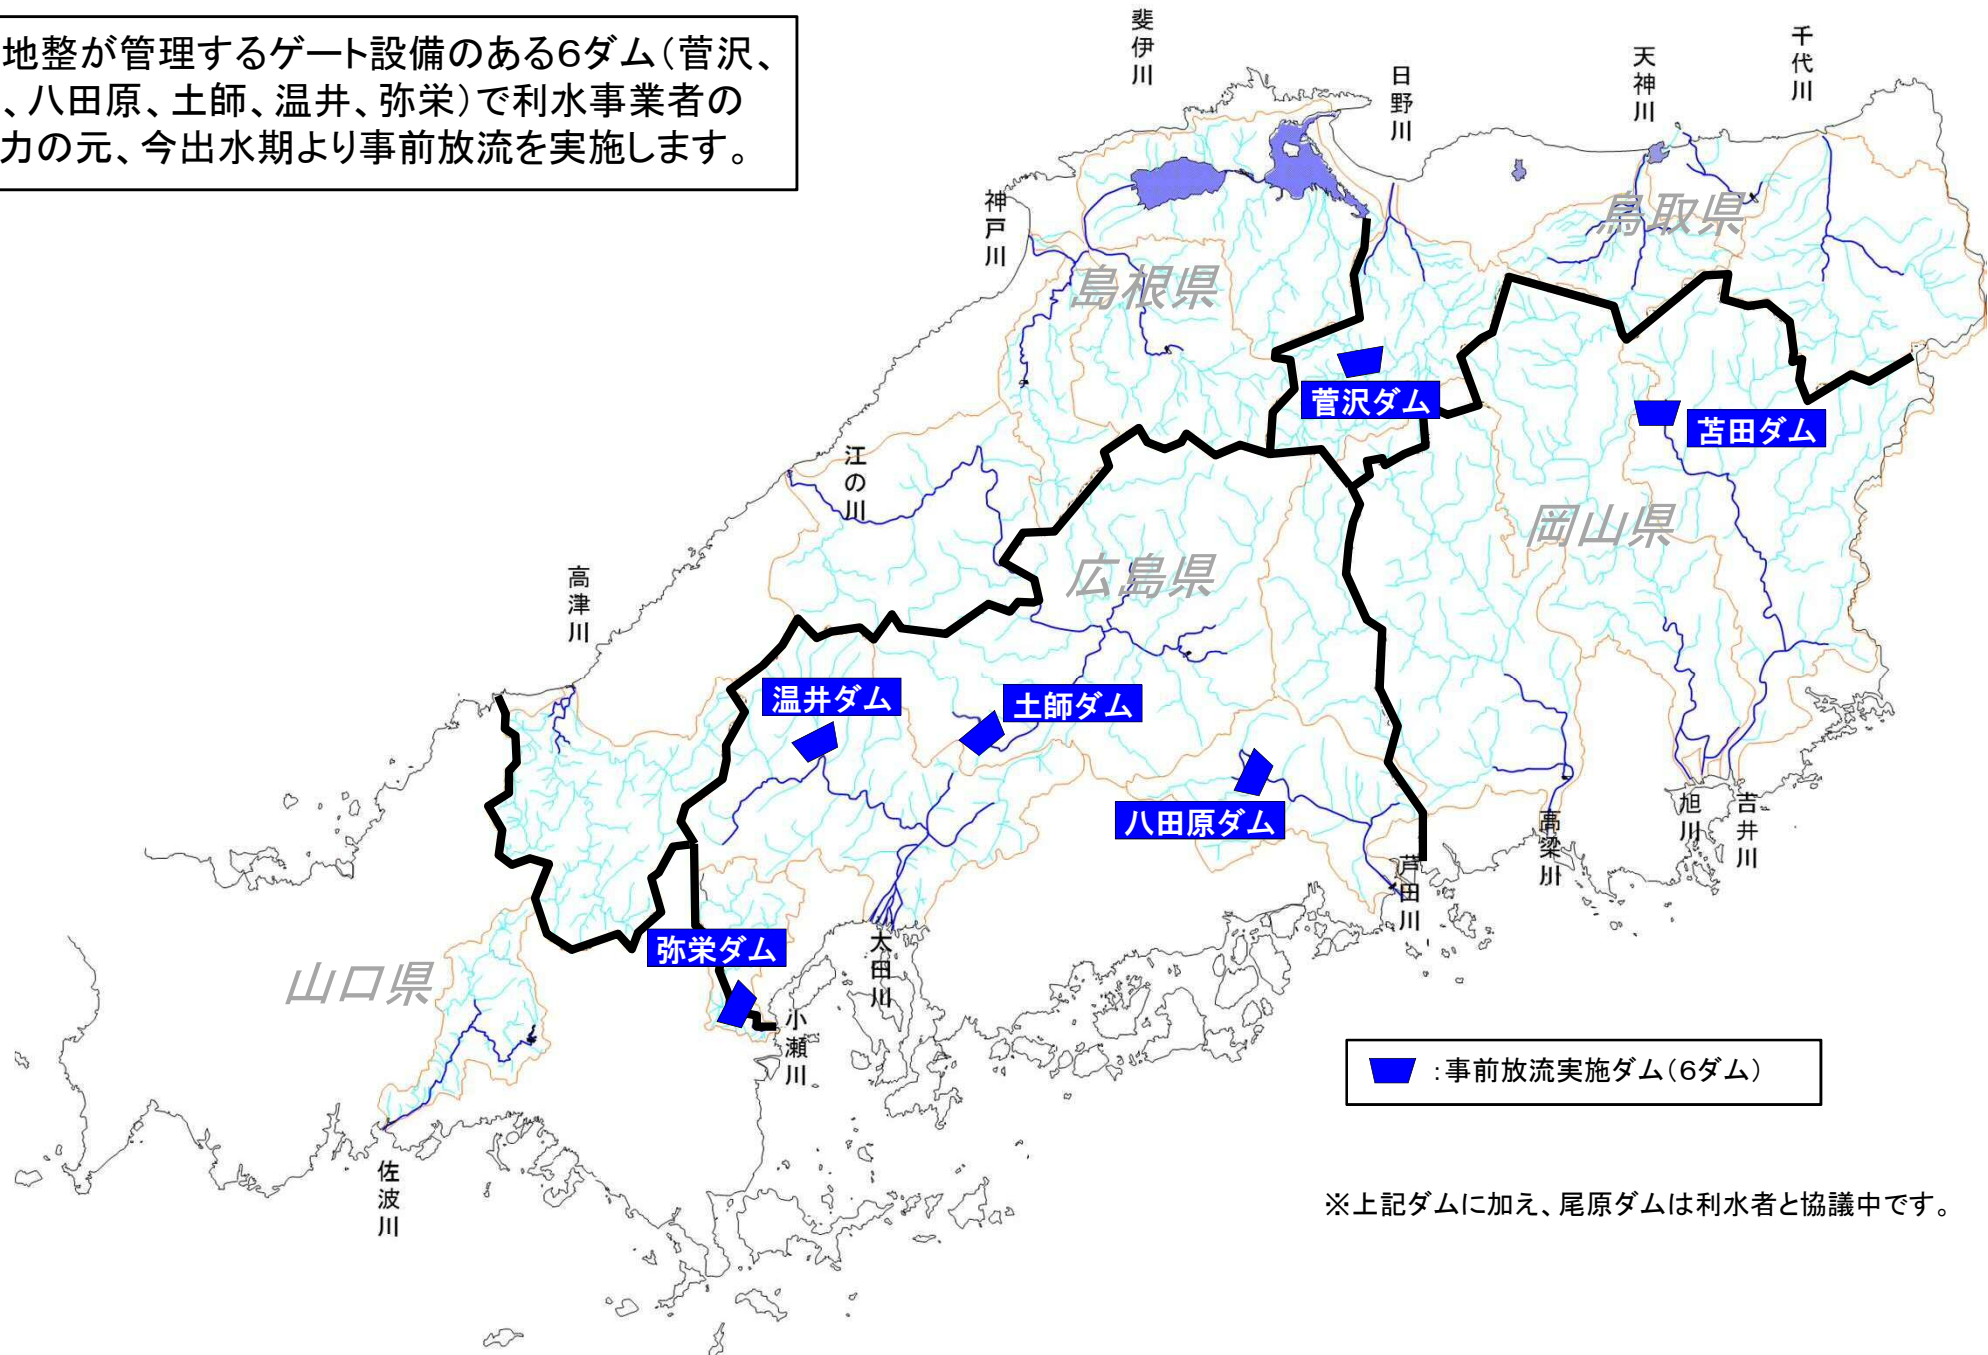 地整が管理するゲート設備のある6ダム（菅沢、
、八田原、土師、温井、弥栄）で利水事業者の
力の元、今出水期より事前放流を実施します。
斐伊川
日野川
天神川
千代川
神戸川
鳥取県
島根県
菅沢ダム
苫田ダム
江の川
岡山県
広島県
高津川
温井ダム
土師ダム
八田原ダム
旭川
吉井川
高梁川
芦田川
弥栄ダム
太田川
山口県
小瀬川
：事前放流実施ダム（6ダム）
佐波川
※上記ダムに加え、尾原ダムは利水者と協議中です。